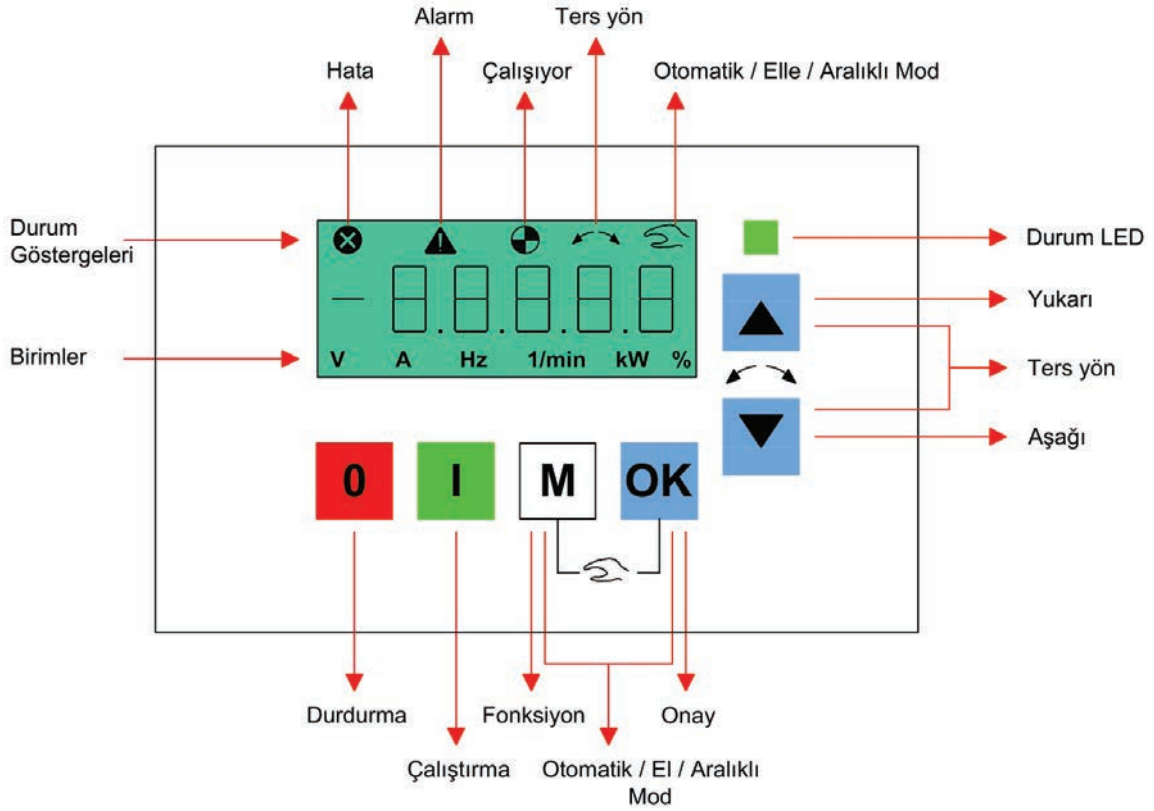 Alarm
Ters yön
Hata
Çalışıyor
Otomatik / Elle / Aralıklı Mod
Durum
Göstergeleri
Durum LED
Yukarı
Birimler
V A Hz 1/min kW %
Ters yön
Aşağı
0 I M OK
Durdurma
Fonksiyon
Onay
Çalıştırma
Otomatik / El / Aralıklı
Mod